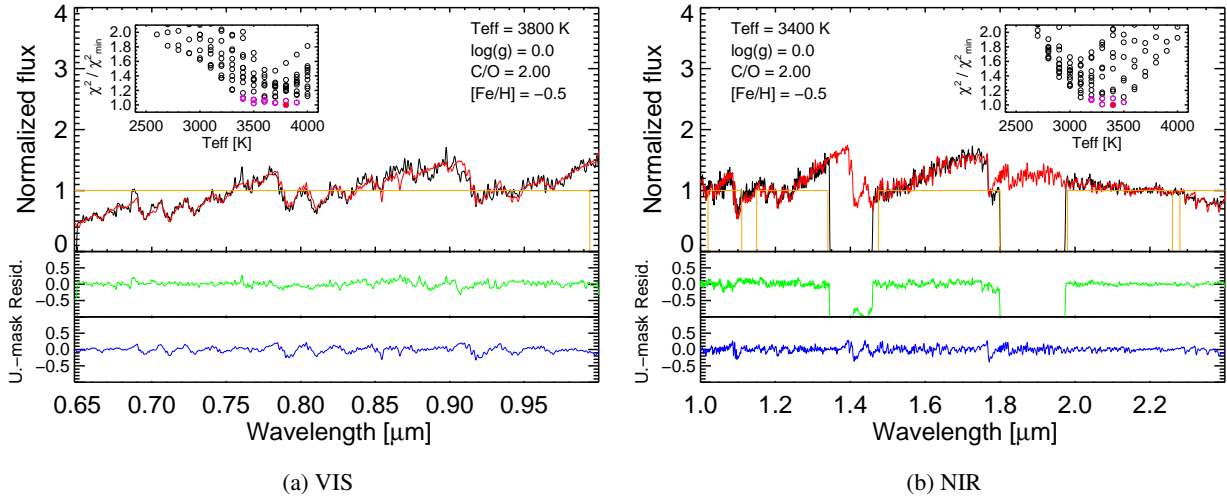 4
3
2
1
0
Normalized flux
χ² / χ²min
2.0
1.8
1.6
1.4
1.2
1.0
2500 3000 3500 4000
Teff [K]
Teff = 3800 K
log(g) = 0.0
C/O = 2.00
[Fe/H] = −0.5
Resid.
0.5
0.0
−0.5
U.−mask
0.5
0.0
−0.5
0.65 0.70 0.75 0.80 0.85 0.90 0.95
Wavelength [μm]
(a) VIS
4
3
2
1
0
Normalized flux
Teff = 3400 K
log(g) = 0.0
C/O = 2.00
[Fe/H] = −0.5
χ² / χ²min
2.0
1.8
1.6
1.4
1.2
1.0
2500 3000 3500 4000
Teff [K]
Resid.
0.5
0.0
−0.5
U.−mask
0.5
0.0
−0.5
1.0 1.2 1.4 1.6 1.8 2.0 2.2
Wavelength [μm]
(b) NIR